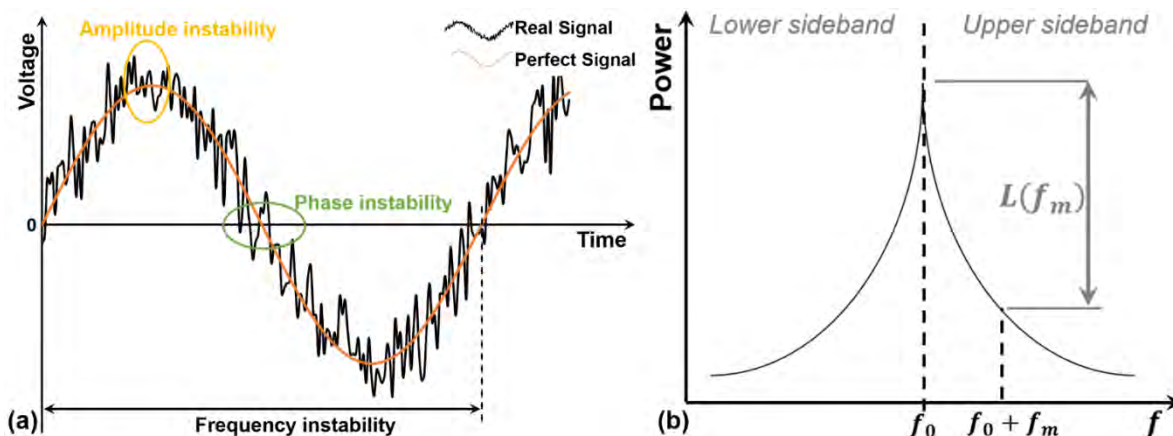 Amplitude instability
Real Signal
Perfect Signal
Voltage
Phase instability
0
Time
(a)
Frequency instability
Lower sideband
Upper sideband
Power
L(fₘ)
(b)
f₀
f₀ + fₘ
f